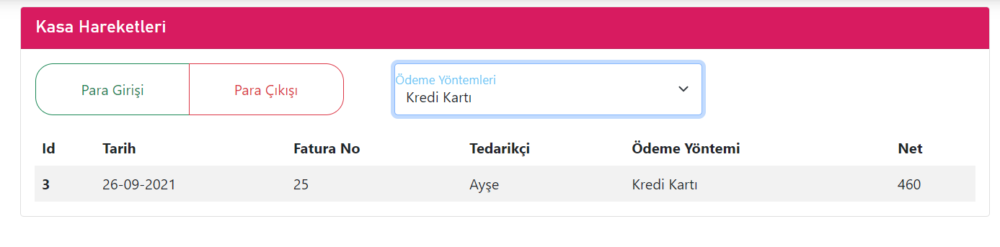 Kasa Hareketleri
Para Girişi Para Çıkışı
Ödeme Yöntemleri
Kredi Kartı
Id Tarih Fatura No Tedarikçi Ödeme Yöntemi Net
3 26-09-2021 25 Ayşe Kredi Kartı 460